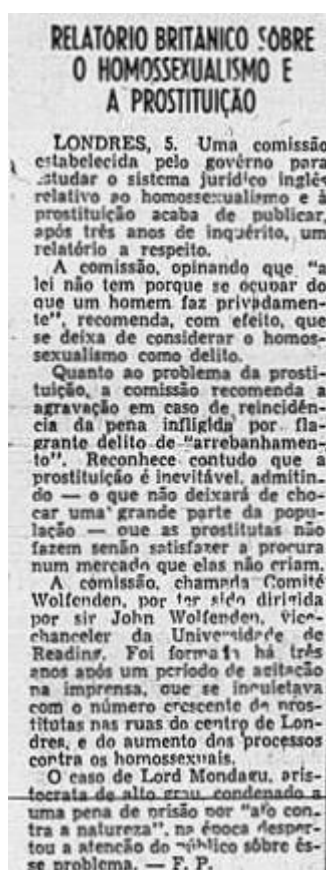 RELATÓRIO BRITÂNICO SÔBRE
O HOMOSSEXUALISMO E
A PROSTITUIÇÃO
LONDRES, 5. Uma comissão
estabelecida pelo govêrno para
estudar o sistema jurídico inglês
relativo ao homossexualismo e à
prostituição acaba de publicar,
após três anos de inquérito, um
relatório a respeito.
A comissão, opinando que "a
lei não tem porque se ocupar do
que um homem faz privadamen-
te", recomenda, com efeito, que
se deixa de considerar o homos-
sexualismo como delito.
Quanto ao problema da prosti-
tuição, a comissão recomenda a
agravação em caso de reincidên-
cia da pena infligida por fla-
grante delito de "arrebanhamen-
to". Reconhece contudo que a
prostituição é inevitável, admitin-
do — o que não deixará de cho-
car uma grande parte da popu-
lação — que as prostitutas não
fazem senão satisfazer a procura
num mercado que elas não criam.
A comissão, chamada Comité
Wolfenden, por ter sido dirigida
por sir John Wolfenden, vice-
chanceler da Universidade de
Reading. Foi formada há três
anos após um período de agitação
na imprensa, que se inquietava
com o número crescente de pros-
titutas nas ruas do centro de Lon-
dres, e do aumento dos processos
contra os homossexuais.
O caso de Lord Mondagu, aris-
tocrata de alto grau, condenado a
uma pena de prisão por "ato con-
tra a natureza", na época desper-
tou a atenção do público sôbre ês-
se problema. — F. P.